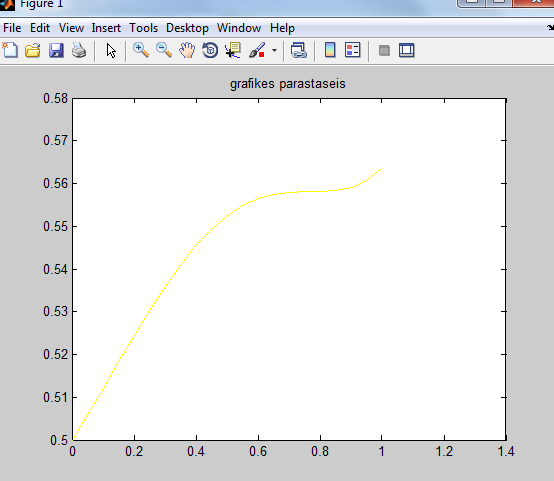 Figure 1
File Edit View Insert Tools Desktop Window Help
grafikes parastaseis
0.58
0.57
0.56
0.55
0.54
0.53
0.52
0.51
0.5
0 0.2 0.4 0.6 0.8 1 1.2 1.4